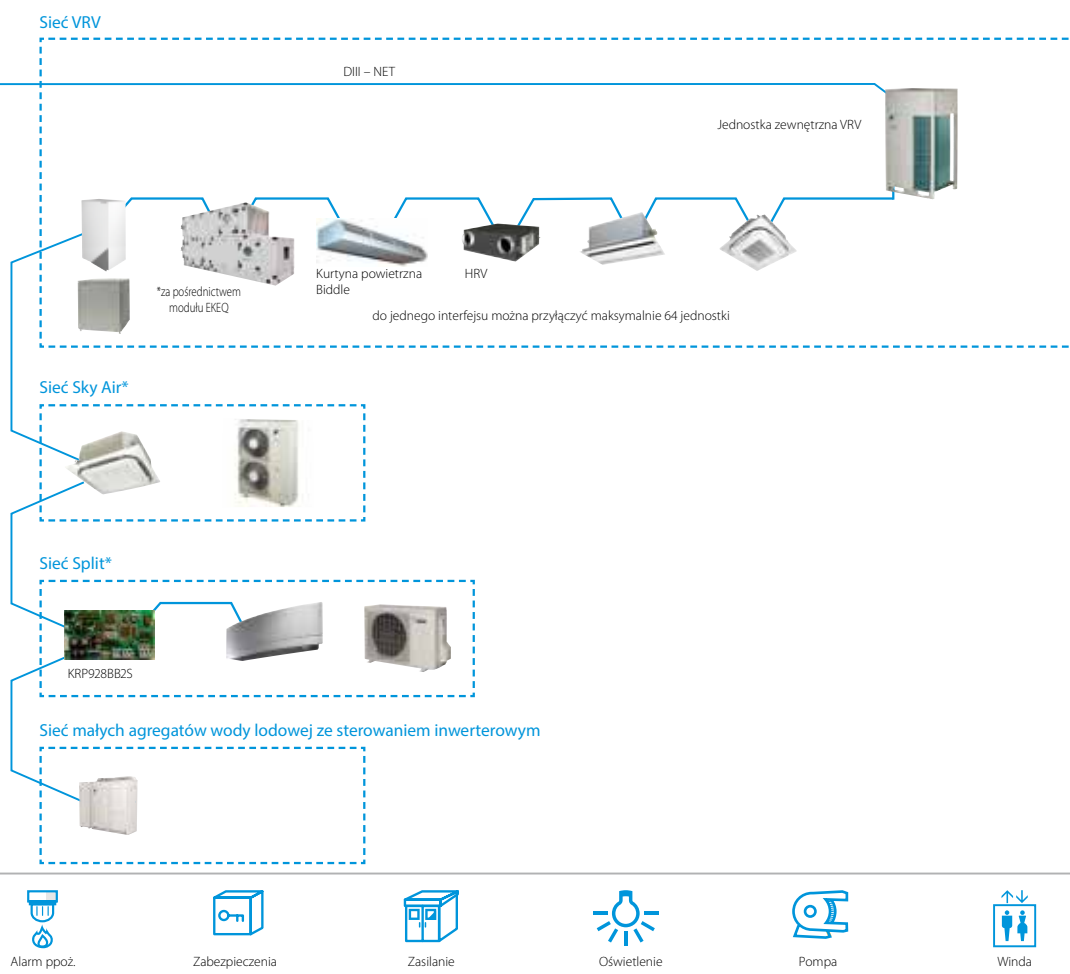 Sieć VRV
DIII – NET
Jednostka zewnętrzna VRV
*za pośrednictwem
modułu EKEQ
Kurtyna powietrzna
Biddle
HRV
do jednego interfejsu można przyłączyć maksymalnie 64 jednostki
Sieć Sky Air*
Sieć Split*
KRP928BB2S
Sieć małych agregatów wody lodowej ze sterowaniem inwerterowym
Alarm ppoż.
Zabezpieczenia
Zasilanie
Oświetlenie
Pompa
Winda